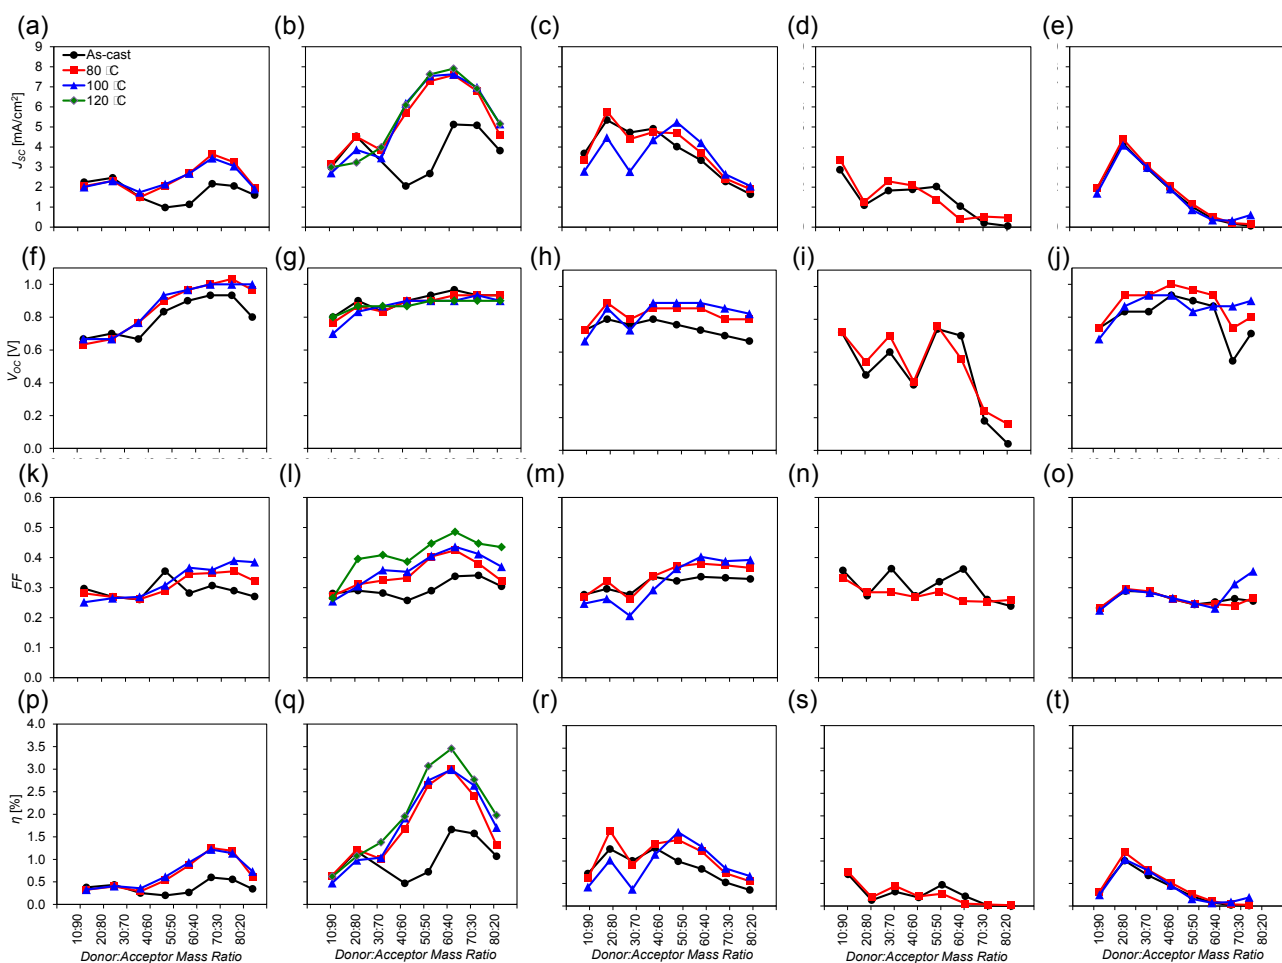 (a) (b) (c) (d) (e)
9
8
7
6
5
4
3
2
1
0
J_SC [mA/cm²]
As-cast
80 °C
100 °C
120 °C
(f) (g) (h) (i) (j)
1.0
0.8
0.6
0.4
0.2
0.0
V_OC [V]
(k) (l) (m) (n) (o)
0.6
0.5
0.4
0.3
0.2
0.1
0.0
FF
(p) (q) (r) (s) (t)
4.0
3.5
3.0
2.5
2.0
1.5
1.0
0.5
0.0
η [%]
10:90 20:80 30:70 40:60 50:50 60:40 70:30 80:20
10:90 20:80 30:70 40:60 50:50 60:40 70:30 80:20
10:90 20:80 30:70 40:60 50:50 60:40 70:30 80:20
10:90 20:80 30:70 40:60 50:50 60:40 70:30 80:20
10:90 20:80 30:70 40:60 50:50 60:40 70:30 80:20
Donor:Acceptor Mass Ratio Donor:Acceptor Mass Ratio Donor:Acceptor Mass Ratio Donor:Acceptor Mass Ratio Donor:Acceptor Mass Ratio